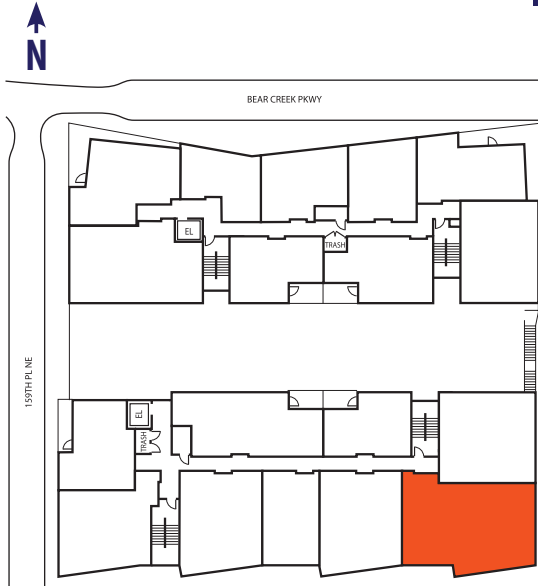 N
BEAR CREEK PKWY
EL
TRASH
159TH PL NE
EL
TRASH